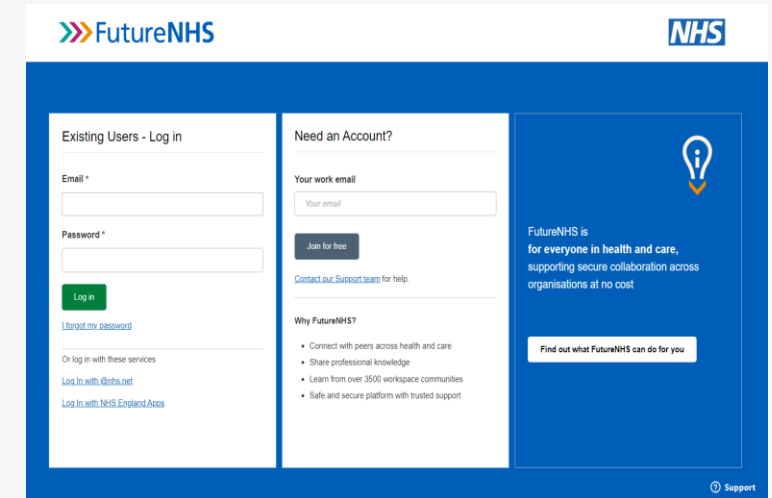 FutureNHS
NHS
Existing Users - Log in
Email *
Password *
Log in
I forgot my password
Or log in with these services
Log In with @nhs.net
Log In with NHS England Apps
Need an Account?
Your work email
Your email
Join for free
Contact our Support team for help.
Why FutureNHS?
• Connect with peers across health and care
• Share professional knowledge
• Learn from over 3500 workspace communities
• Safe and secure platform with trusted support
FutureNHS is
for everyone in health and care,
supporting secure collaboration across
organisations at no cost
Find out what FutureNHS can do for you
? Support